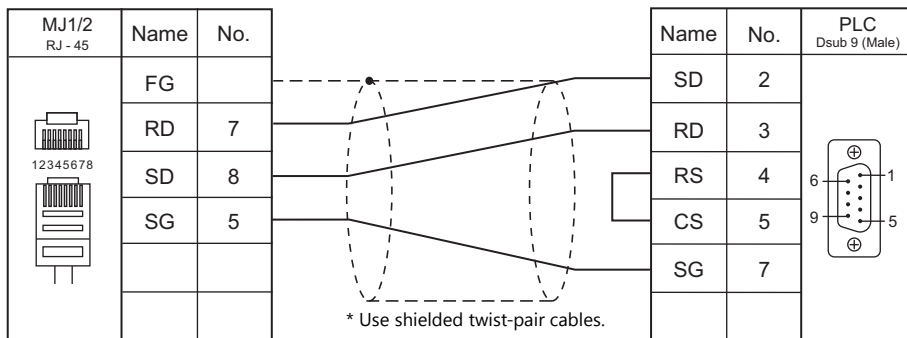 MJ1/2
RJ - 45
Name
No.
Name
No.
PLC
Dsub 9 (Male)
FG
SD
2
RD
7
RD
3
12345678
SD
8
RS
4
6
1
SG
5
CS
5
9
5
SG
7
* Use shielded twist-pair cables.